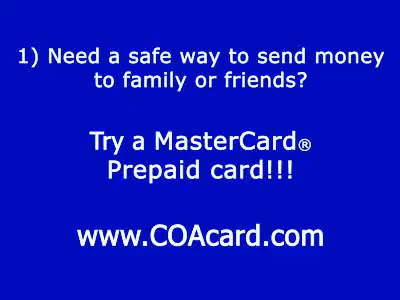 1) Need a safe way to send money
to family or friends?
Try a MasterCard®
Prepaid card!!!
www.COAcard.com